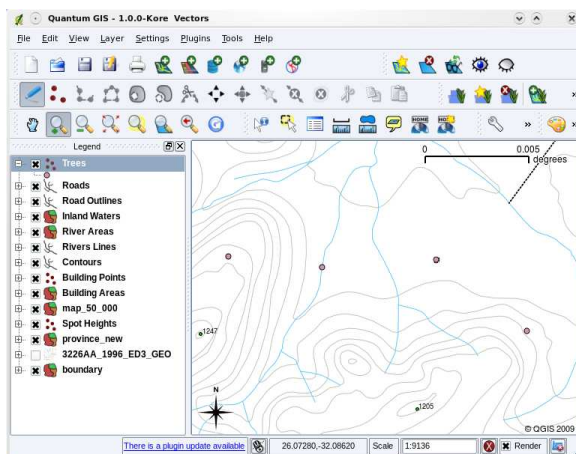 Quantum GIS - 1.0.0-Kore Vectors
File Edit View Layer Settings Plugins Tools Help
Legend
Trees
Roads
Road Outlines
Inland Waters
River Areas
Rivers Lines
Contours
Building Points
Building Areas
map_50_000
Spot Heights
province_new
3226AA_1996_ED3_GEO
boundary
0 0.005
degrees
1247
1205
N
© QGIS 2009
There is a plugin update available 26.07280,-32.08620 Scale 1:9136 Render